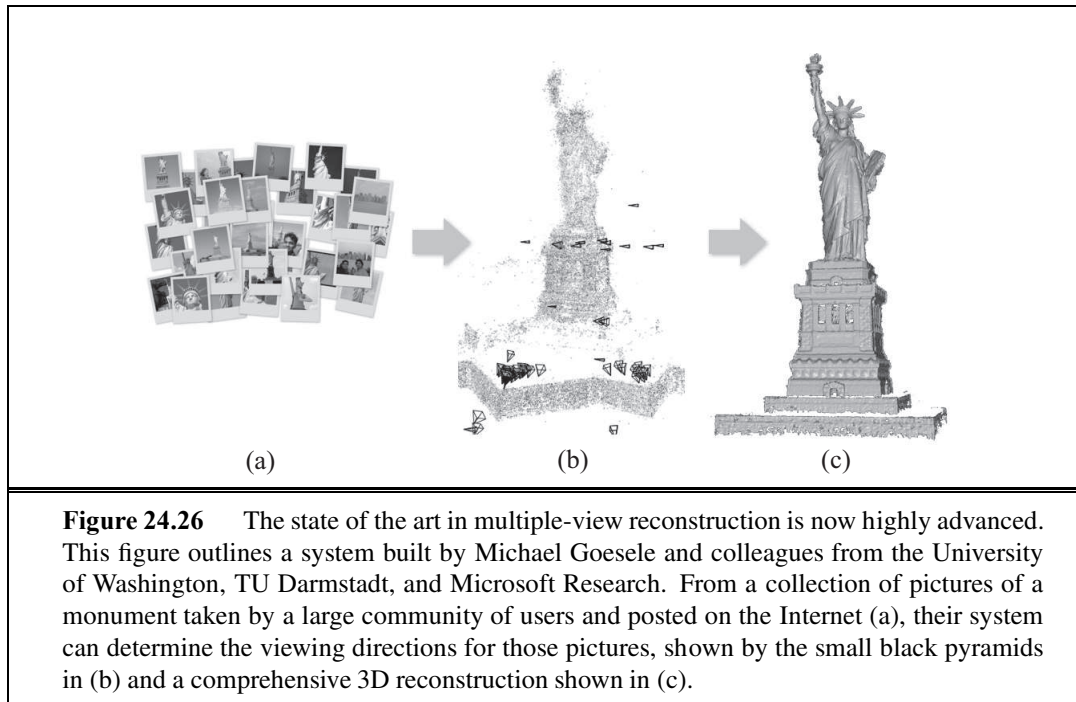 (a)
(b)
(c)
Figure 24.26 The state of the art in multiple-view reconstruction is now highly advanced.
This figure outlines a system built by Michael Goesele and colleagues from the University
of Washington, TU Darmstadt, and Microsoft Research. From a collection of pictures of a
monument taken by a large community of users and posted on the Internet (a), their system
can determine the viewing directions for those pictures, shown by the small black pyramids
in (b) and a comprehensive 3D reconstruction shown in (c).